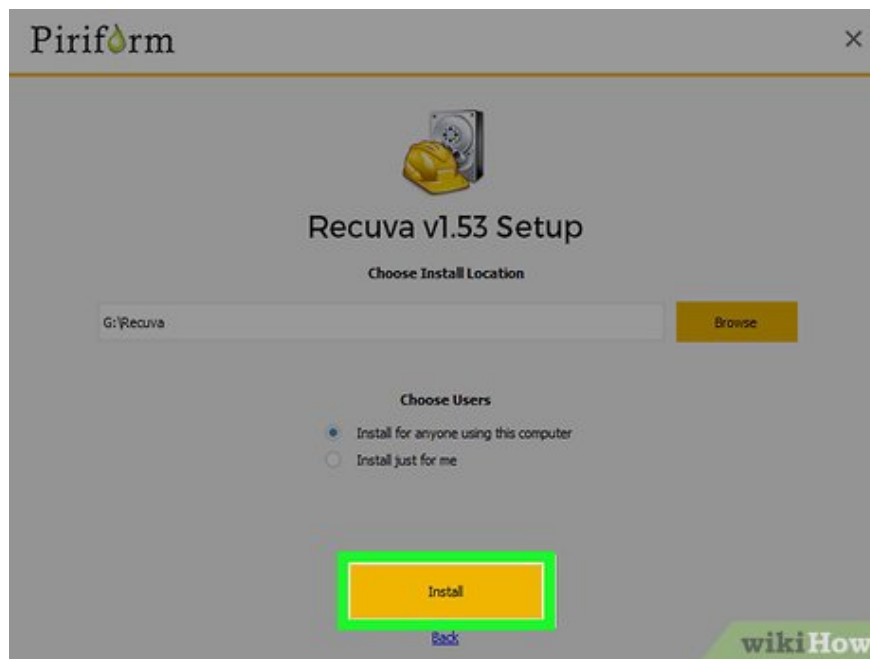 Piriform
Recuva v1.53 Setup
Choose Install Location
G:\Recuva
Browse
Choose Users
Install for anyone using this computer
Install just for me
Install
Back
wikiHow